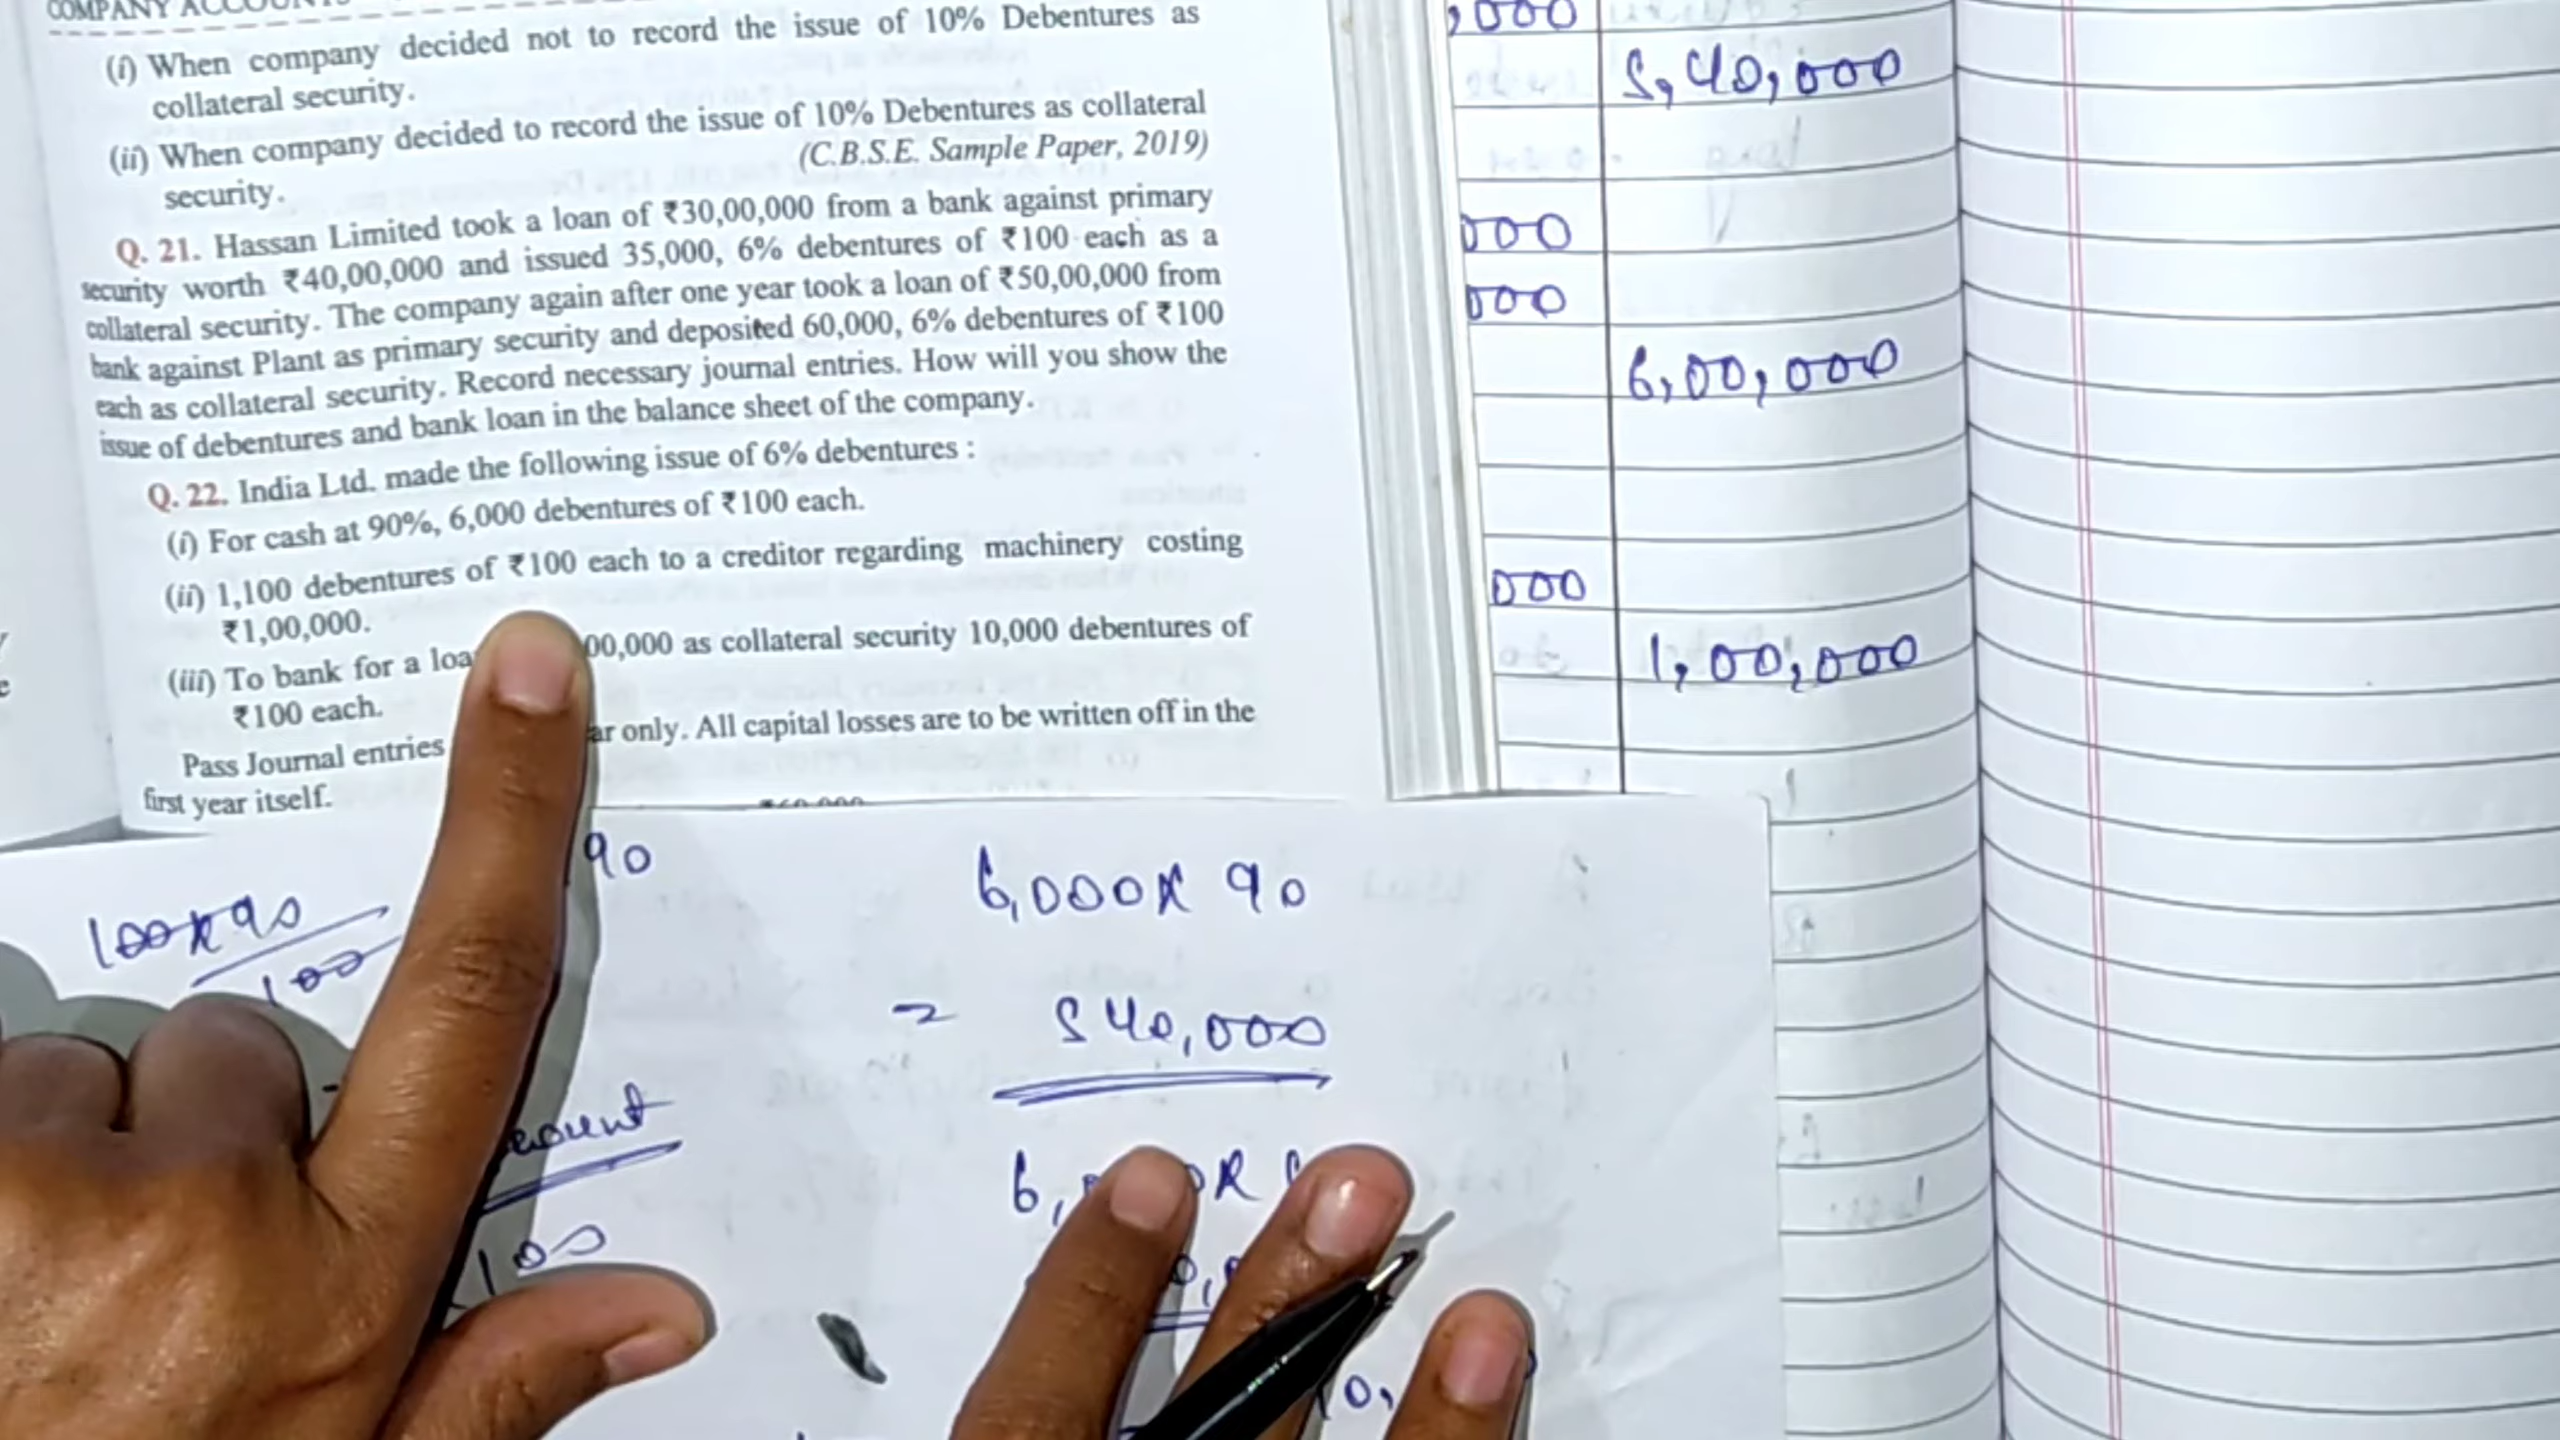 COMPANY ACCOUNTS
(i) When company decided not to record the issue of 10% Debentures as
collateral security.
(ii) When company decided to record the issue of 10% Debentures as collateral
security.
(C.B.S.E. Sample Paper, 2019)
Q. 21. Hassan Limited took a loan of ₹30,00,000 from a bank against primary
security worth ₹40,00,000 and issued 35,000, 6% debentures of ₹100 each as a
collateral security. The company again after one year took a loan of ₹50,00,000 from
bank against Plant as primary security and deposited 60,000, 6% debentures of ₹100
each as collateral security. Record necessary journal entries. How will you show the
issue of debentures and bank loan in the balance sheet of the company.
Q. 22. India Ltd. made the following issue of 6% debentures :
(i) For cash at 90%, 6,000 debentures of ₹100 each.
(ii) 1,100 debentures of ₹100 each to a creditor regarding machinery costing
₹1,00,000.
(iii) To bank for a loa 00,000 as collateral security 10,000 debentures of
₹100 each.
Pass Journal entries ar only. All capital losses are to be written off in the
first year itself.
,000
5,40,000
000
000
6,00,000
000
1,00,000
100x90
100
90
6,000x 90
= 540,000
100